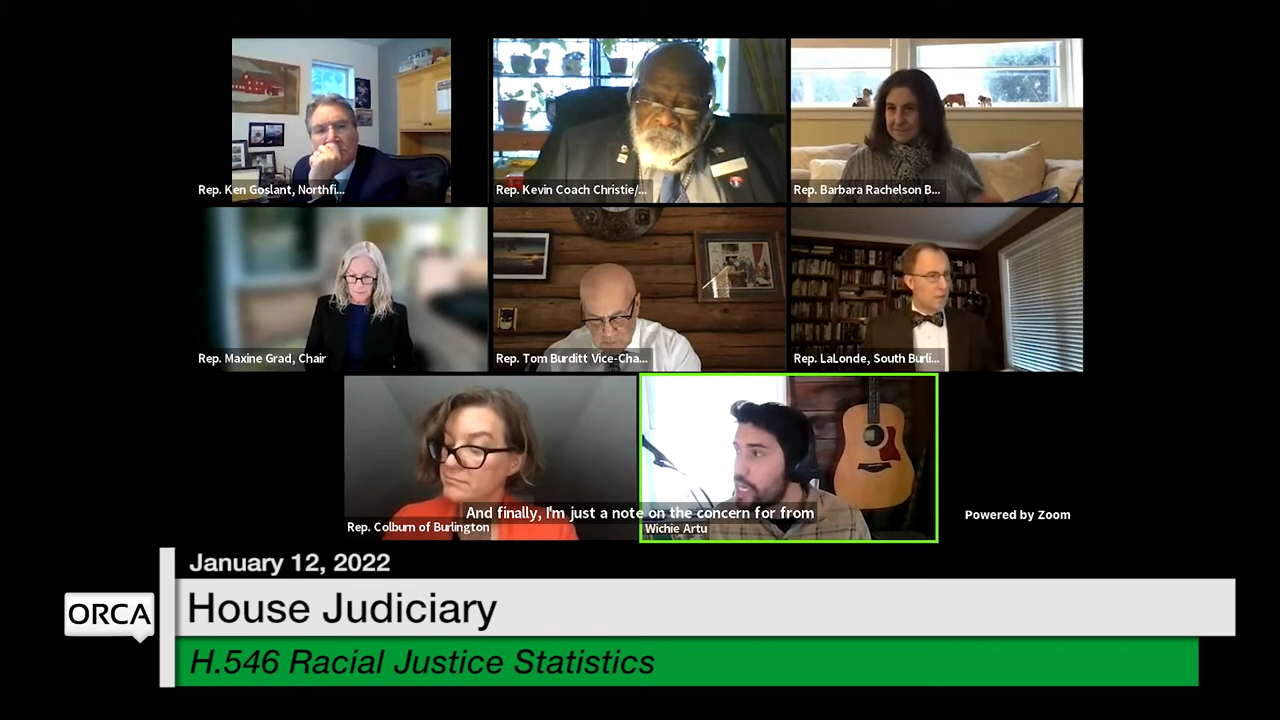 Rep. Ken Goslant, Northfi...
Rep. Kevin Coach Christie/...
Rep. Barbara Rachelson B...
Rep. Maxine Grad, Chair
Rep. Tom Burditt Vice-Cha...
Rep. LaLonde, South Burli...
And finally, I'm just a note on the concern for from
Rep. Colburn of Burlington
Wichie Artu
Powered by Zoom
January 12, 2022
ORCA
House Judiciary
H.546 Racial Justice Statistics